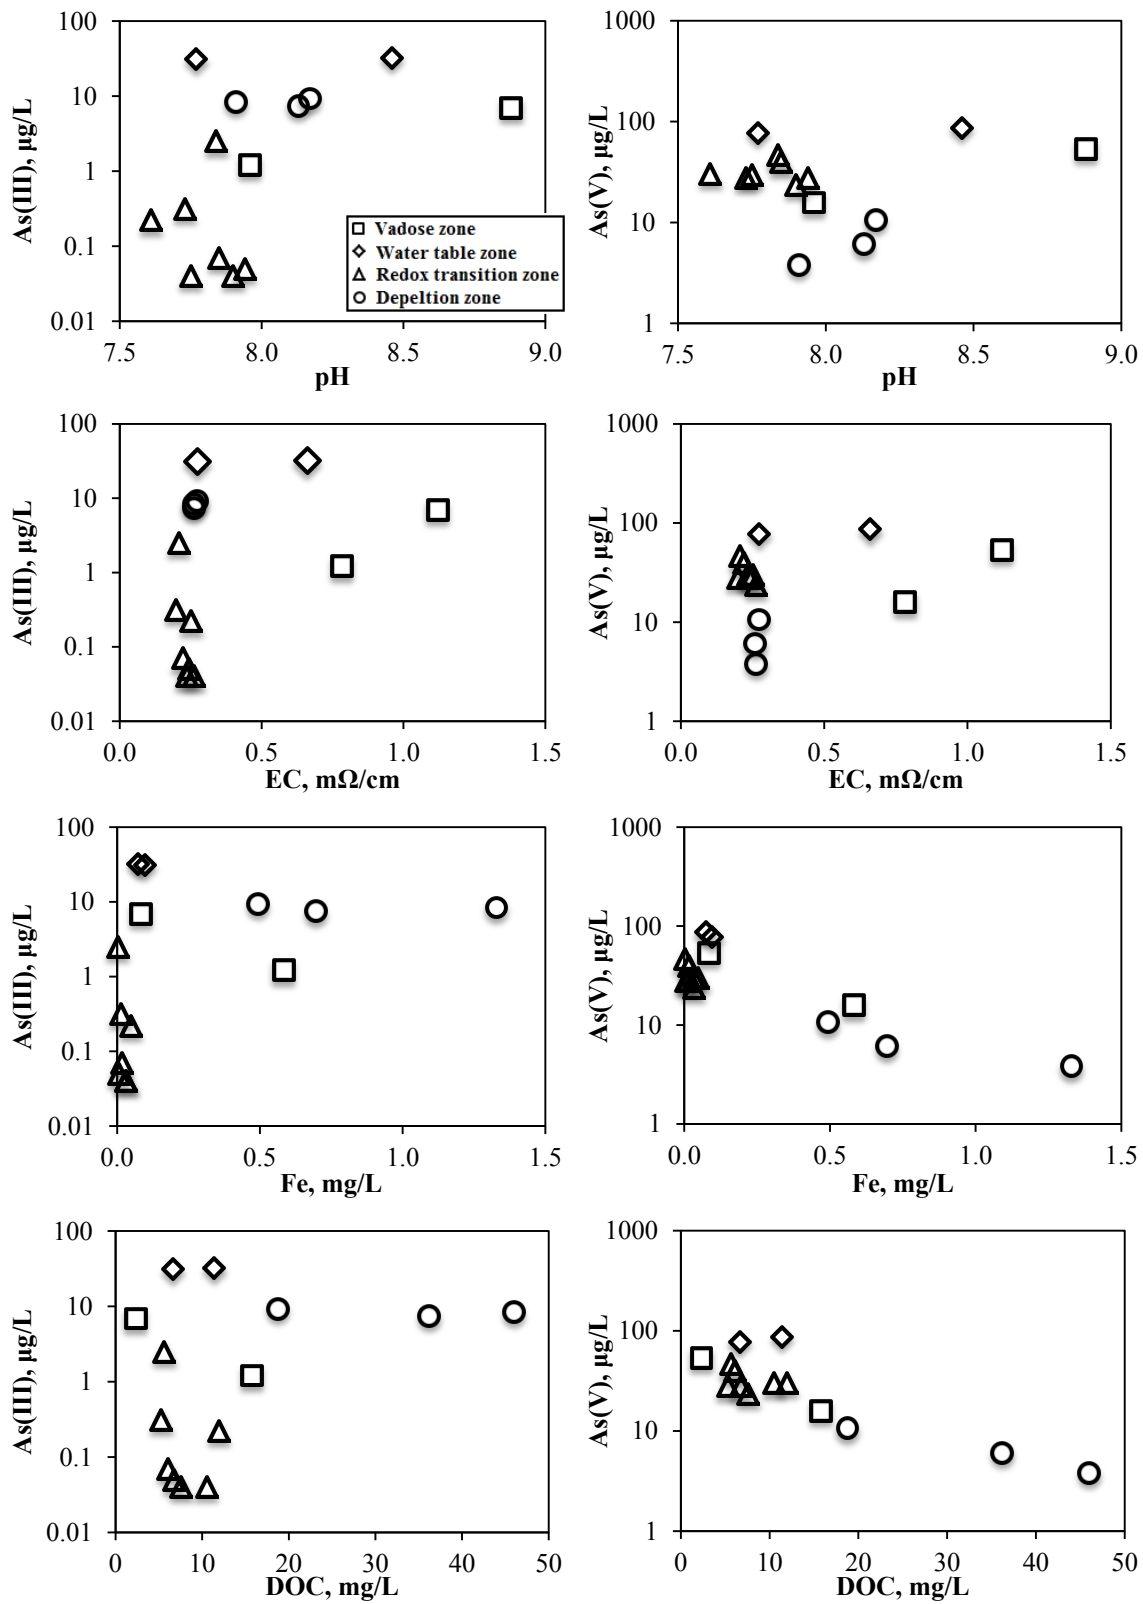 100
10
1
0.1
0.01
As(III), µg/L
7.5 8.0 8.5 9.0
pH
Vadose zone
Water table zone
Redox transition zone
Depeltion zone
1000
100
10
1
As(V), µg/L
7.5 8.0 8.5 9.0
pH
100
10
1
0.1
0.01
As(III), µg/L
0.0 0.5 1.0 1.5
EC, mΩ/cm
1000
100
10
1
As(V), µg/L
0.0 0.5 1.0 1.5
EC, mΩ/cm
100
10
1
0.1
0.01
As(III), µg/L
0.0 0.5 1.0 1.5
Fe, mg/L
1000
100
10
1
As(V), µg/L
0.0 0.5 1.0 1.5
Fe, mg/L
100
10
1
0.1
0.01
As(III), µg/L
0 10 20 30 40 50
DOC, mg/L
1000
100
10
1
As(V), µg/L
0 10 20 30 40 50
DOC, mg/L